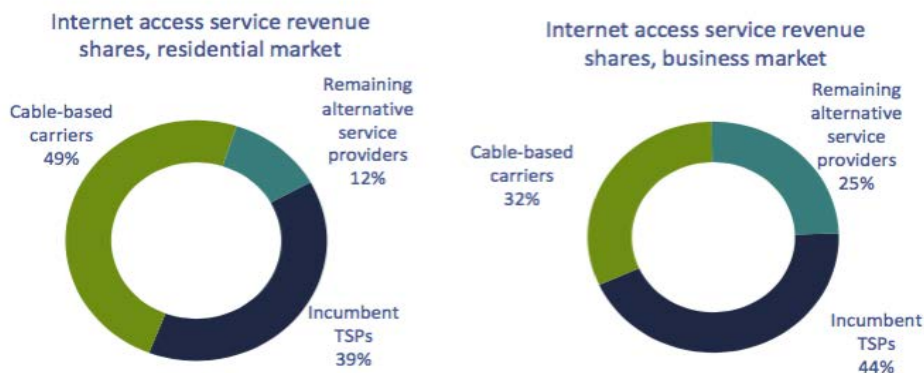 Internet access service revenue
shares, residential market
Cable-based
carriers
49%
Remaining
alternative
service
providers
12%
Incumbent
TSPs
39%
Internet access service revenue
shares, business market
Cable-based
carriers
32%
Remaining
alternative
service
providers
25%
Incumbent
TSPs
44%